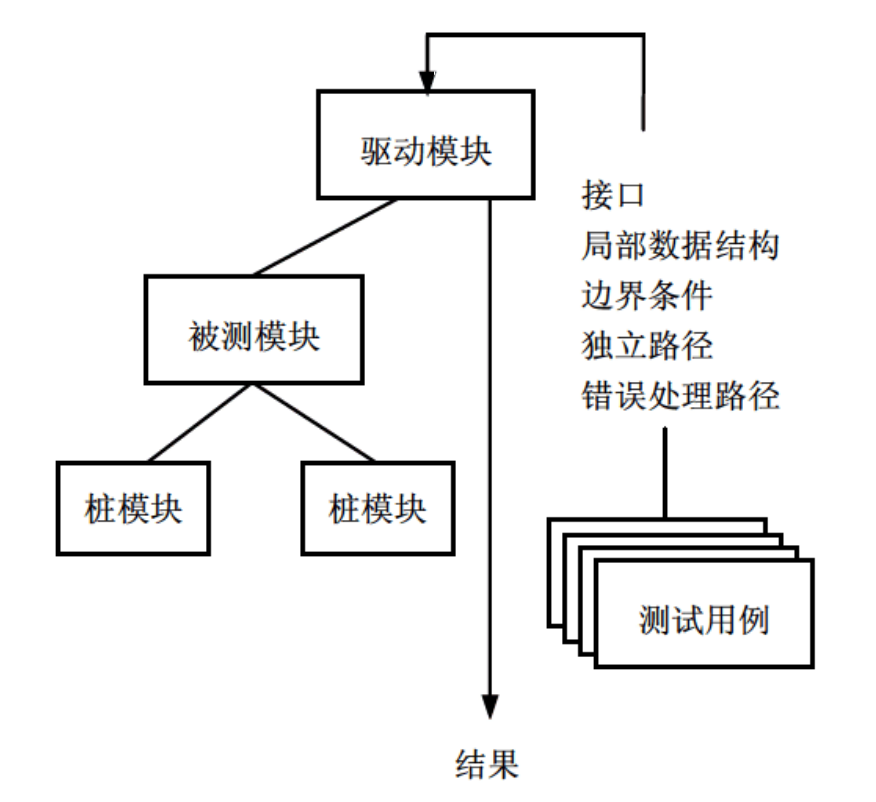 驱动模块
接口
局部数据结构
边界条件
独立路径
错误处理路径
被测模块
桩模块
桩模块
测试用例
结果